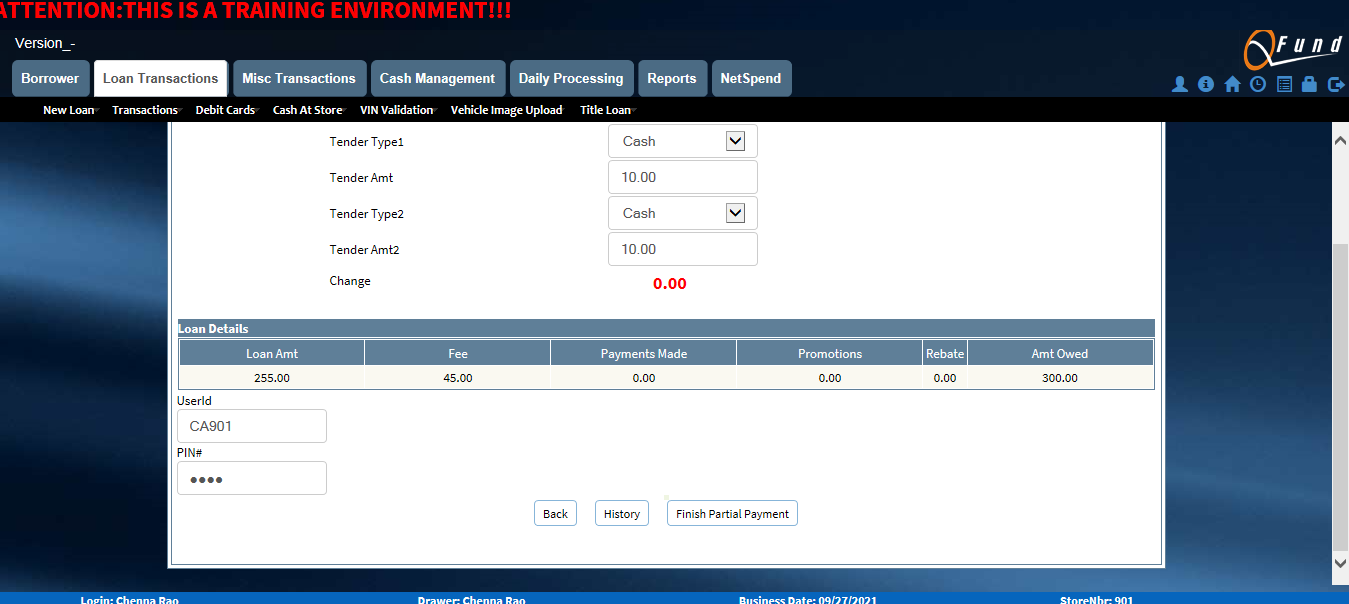 ATTENTION:THIS IS A TRAINING ENVIRONMENT!!!
Version_-
QFund
Borrower Loan Transactions Misc Transactions Cash Management Daily Processing Reports NetSpend
New Loan Transactions Debit Cards Cash At Store VIN Validation Vehicle Image Upload Title Loan
Tender Type1 Cash
Tender Amt 10.00
Tender Type2 Cash
Tender Amt2 10.00
Change 0.00
Loan Details
Loan Amt Fee Payments Made Promotions Rebate Amt Owed
255.00 45.00 0.00 0.00 0.00 300.00
UserId
CA901
PIN#
••••
Back History Finish Partial Payment
Login: Chenna Rao Drawer: Chenna Rao Business Date: 09/27/2021 StoreNbr: 901